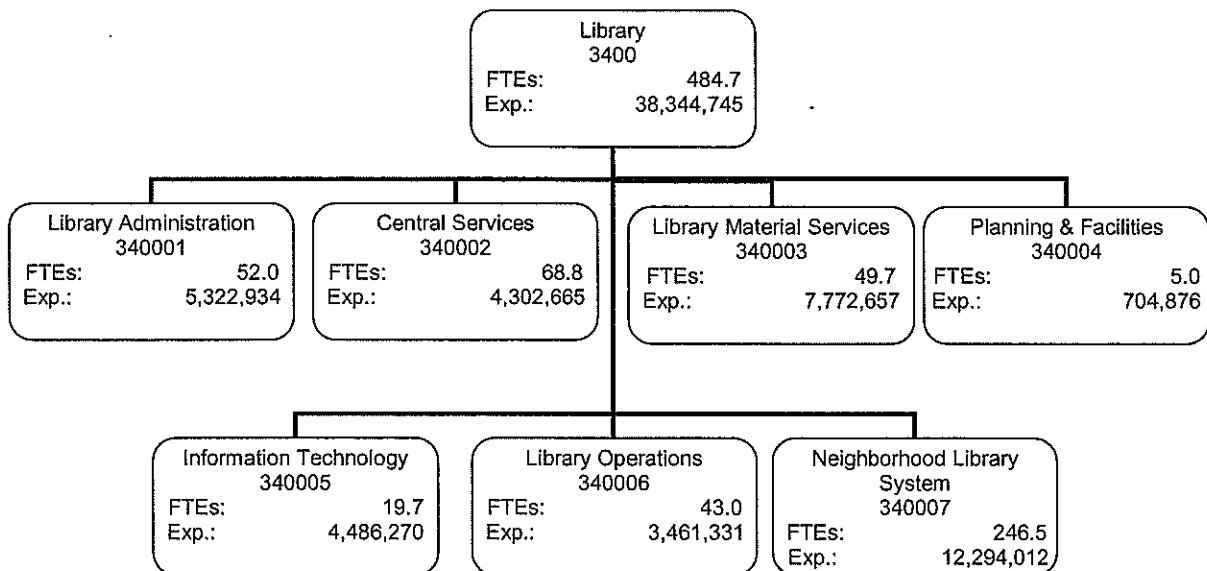 Library
3400
FTEs: 484.7
Exp.: 38,344,745
Library Administration
340001
FTEs: 52.0
Exp.: 5,322,934
Central Services
340002
FTEs: 68.8
Exp.: 4,302,665
Library Material Services
340003
FTEs: 49.7
Exp.: 7,772,657
Planning & Facilities
340004
FTEs: 5.0
Exp.: 704,876
Information Technology
340005
FTEs: 19.7
Exp.: 4,486,270
Library Operations
340006
FTEs: 43.0
Exp.: 3,461,331
Neighborhood Library
System
340007
FTEs: 246.5
Exp.: 12,294,012